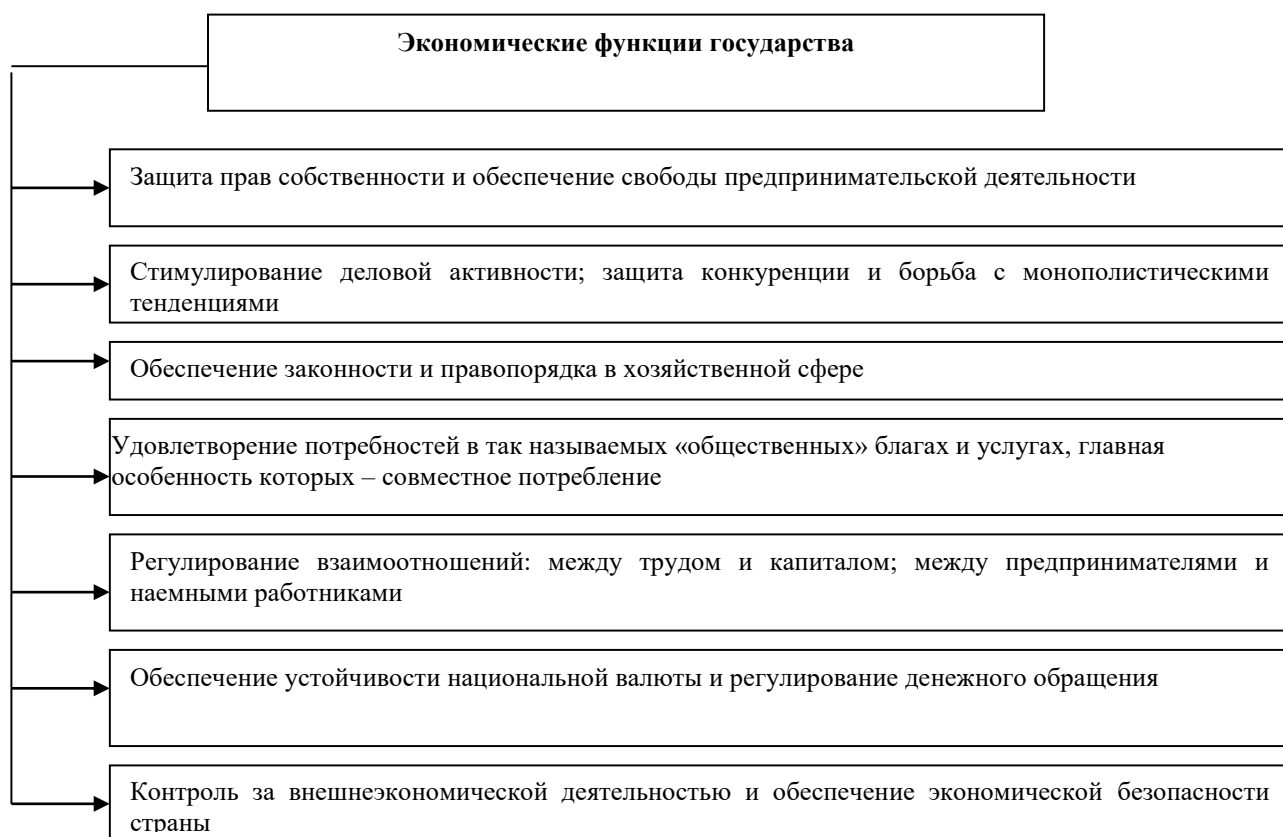 Экономические функции государства
Защита прав собственности и обеспечение свободы предпринимательской деятельности
Стимулирование деловой активности; защита конкуренции и борьба с монополистическими
тенденциями
Обеспечение законности и правопорядка в хозяйственной сфере
Удовлетворение потребностей в так называемых «общественных» благах и услугах, главная
особенность которых – совместное потребление
Регулирование взаимоотношений: между трудом и капиталом; между предпринимателями и
наемными работниками
Обеспечение устойчивости национальной валюты и регулирование денежного обращения
Контроль за внешнеэкономической деятельностью и обеспечение экономической безопасности
страны